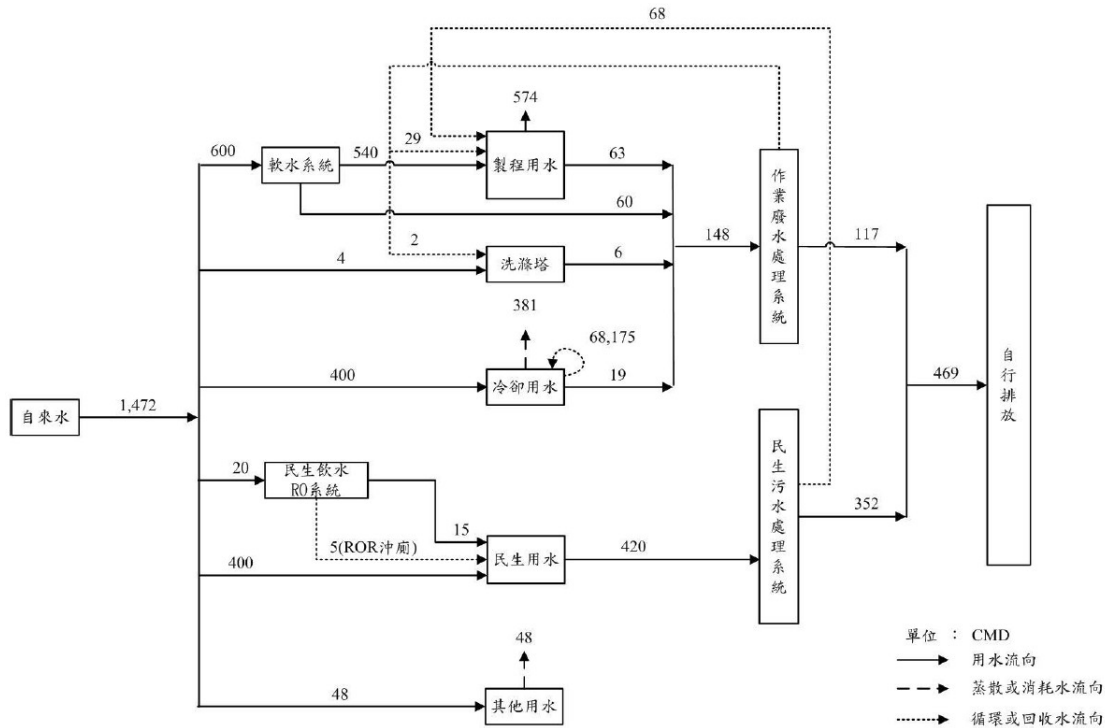 68
574
600
軟水系統
540
29
製程用水
63
60
作業廢水處理系統
2
4
洗滌塔
6
148
117
381
68,175
400
冷卻用水
19
自來水
1,472
469
自行排放
20
民生飲水
RO系統
15
5(ROR沖廁)
400
民生用水
420
民生污水處理系統
352
48
48
其他用水
單位 : CMD
用水流向
蒸散或消耗水流向
循環或回收水流向